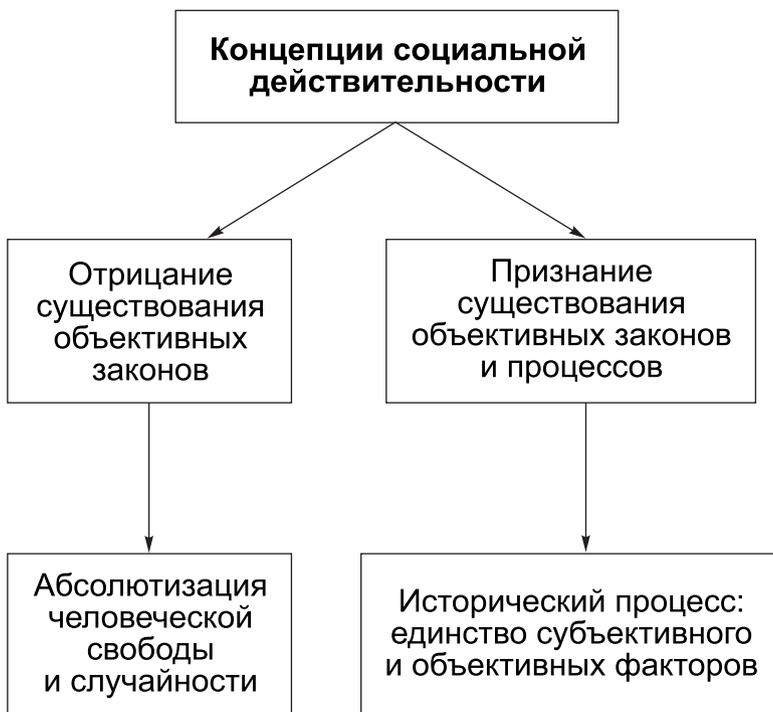 Концепции социальной
действительности
Отрицание
существования
объективных
законов
Признание
существования
объективных законов
и процессов
Абсолютизация
человеческой
свободы
и случайности
Исторический процесс:
единство субъективного
и объективных факторов